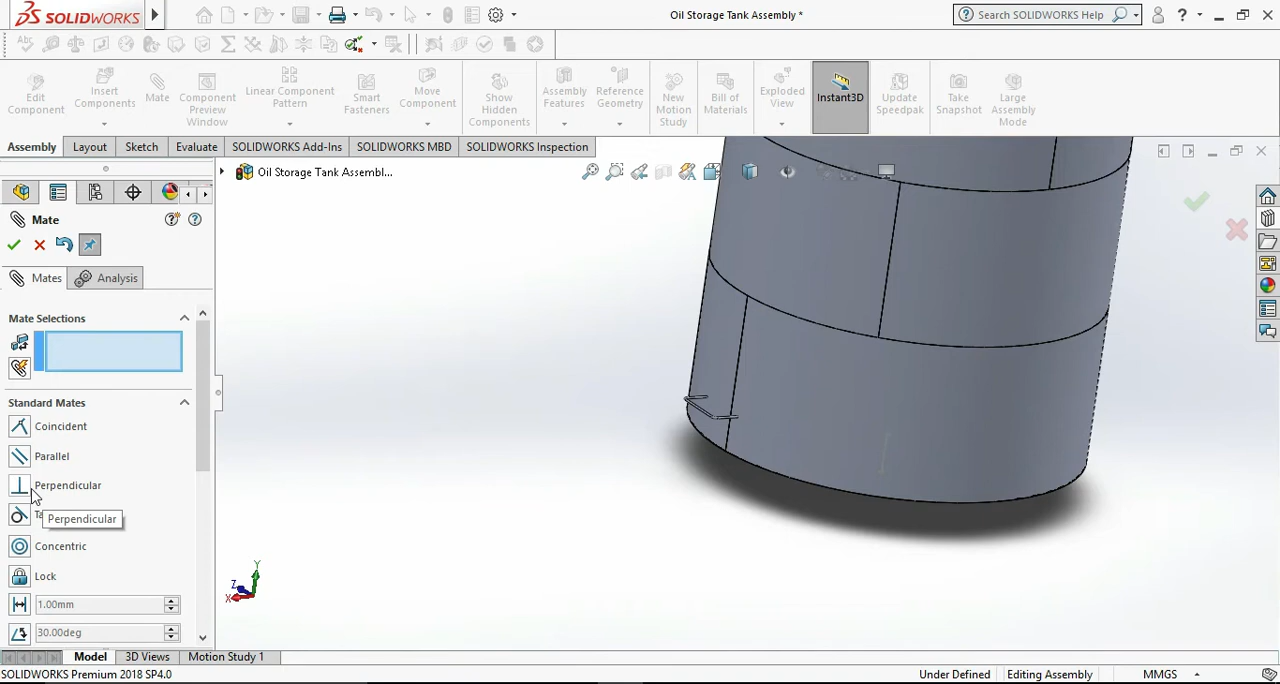 SOLIDWORKS
Oil Storage Tank Assembly *
Search SOLIDWORKS Help
Edit Component
Insert Components
Mate
Component Preview Window
Linear Component Pattern
Smart Fasteners
Move Component
Show Hidden Components
Assembly Features
Reference Geometry
New Motion Study
Bill of Materials
Exploded View
Instant3D
Update Speedpak
Take Snapshot
Large Assembly Mode
Assembly
Layout
Sketch
Evaluate
SOLIDWORKS Add-Ins
SOLIDWORKS MBD
SOLIDWORKS Inspection
Oil Storage Tank Assembl...
Mate
Mates
Analysis
Mate Selections
Standard Mates
Coincident
Parallel
Perpendicular
Perpendicular
Concentric
Lock
1.00mm
30.00deg
Y
Z
X
Model
3D Views
Motion Study 1
SOLIDWORKS Premium 2018 SP4.0
Under Defined
Editing Assembly
MMGS